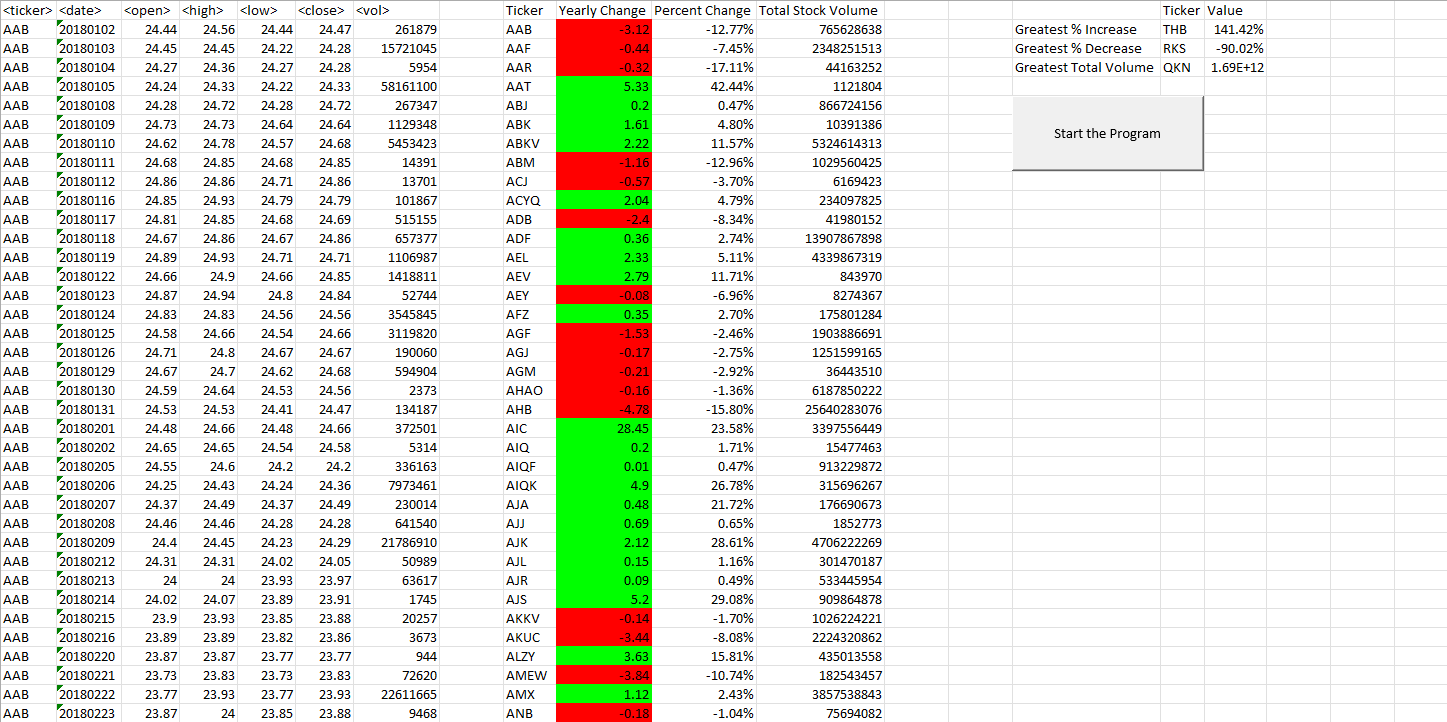 <ticker> <date> <open> <high> <low> <close> <vol> Ticker Yearly Change Percent Change Total Stock Volume Ticker Value
AAB 20180102 24.44 24.56 24.44 24.47 261879 AAB -3.12 -12.77% 765628638 Greatest % Increase THB 141.42%
AAB 20180103 24.45 24.45 24.22 24.28 15721045 AAF -0.44 -7.45% 2348251513 Greatest % Decrease RKS -90.02%
AAB 20180104 24.27 24.36 24.27 24.28 5954 AAR -0.32 -17.11% 44163252 Greatest Total Volume QKN 1.69E+12
AAB 20180105 24.24 24.33 24.22 24.33 58161100 AAT 5.33 42.44% 1121804
AAB 20180108 24.28 24.72 24.28 24.72 267347 ABJ 0.2 0.47% 866724156
AAB 20180109 24.73 24.73 24.64 24.64 1129348 ABK 1.61 4.80% 10391386
AAB 20180110 24.62 24.78 24.57 24.68 5453423 ABKV 2.22 11.57% 5324614313 Start the Program
AAB 20180111 24.68 24.85 24.68 24.85 14391 ABM -1.16 -12.96% 1029560425
AAB 20180112 24.86 24.86 24.71 24.86 13701 ACJ -0.57 -3.70% 6169423
AAB 20180116 24.85 24.93 24.79 24.79 101867 ACYQ 2.04 4.79% 234097825
AAB 20180117 24.81 24.85 24.68 24.69 515155 ADB -2.4 -8.34% 41980152
AAB 20180118 24.67 24.86 24.67 24.86 657377 ADF 0.36 2.74% 13907867898
AAB 20180119 24.89 24.93 24.71 24.71 1106987 AEL 2.33 5.11% 4339867319
AAB 20180122 24.66 24.9 24.66 24.85 1418811 AEV 2.79 11.71% 843970
AAB 20180123 24.87 24.94 24.8 24.84 52744 AEY -0.08 -6.96% 8274367
AAB 20180124 24.83 24.83 24.56 24.56 3545845 AFZ 0.35 2.70% 175801284
AAB 20180125 24.58 24.66 24.54 24.66 3119820 AGF -1.53 -2.46% 1903886691
AAB 20180126 24.71 24.8 24.67 24.67 190060 AGJ -0.17 -2.75% 1251599165
AAB 20180129 24.67 24.7 24.62 24.68 594904 AGM -0.21 -2.92% 36443510
AAB 20180130 24.59 24.64 24.53 24.56 2373 AHAO -0.16 -1.36% 6187850222
AAB 20180131 24.53 24.53 24.41 24.47 134187 AHB -4.78 -15.80% 25640283076
AAB 20180201 24.48 24.66 24.48 24.66 372501 AIC 28.45 23.58% 3397556449
AAB 20180202 24.65 24.65 24.54 24.58 5314 AIQ 0.2 1.71% 15477463
AAB 20180205 24.55 24.6 24.2 24.2 336163 AIQF 0.01 0.47% 913229872
AAB 20180206 24.25 24.43 24.24 24.36 7973461 AIQK 4.9 26.78% 315696267
AAB 20180207 24.37 24.49 24.37 24.49 230014 AJA 0.48 21.72% 176690673
AAB 20180208 24.46 24.46 24.28 24.28 641540 AJJ 0.69 0.65% 1852773
AAB 20180209 24.4 24.45 24.23 24.29 21786910 AJK 2.12 28.61% 4706222269
AAB 20180212 24.31 24.31 24.02 24.05 50989 AJL 0.15 1.16% 301470187
AAB 20180213 24 24 23.93 23.97 63617 AJR 0.09 0.49% 533445954
AAB 20180214 24.02 24.07 23.89 23.91 1745 AJS 5.2 29.08% 909864878
AAB 20180215 23.9 23.93 23.85 23.88 20257 AKKV -0.14 -1.70% 1026224221
AAB 20180216 23.89 23.89 23.82 23.86 3673 AKUC -3.44 -8.08% 2224320862
AAB 20180220 23.87 23.87 23.77 23.77 944 ALZY 3.63 15.81% 435013558
AAB 20180221 23.73 23.83 23.73 23.83 72620 AMEW -3.84 -10.74% 182543457
AAB 20180222 23.77 23.93 23.77 23.93 22611665 AMX 1.12 2.43% 3857538843
AAB 20180223 23.87 24 23.85 23.88 9468 ANB -0.18 -1.04% 75694082